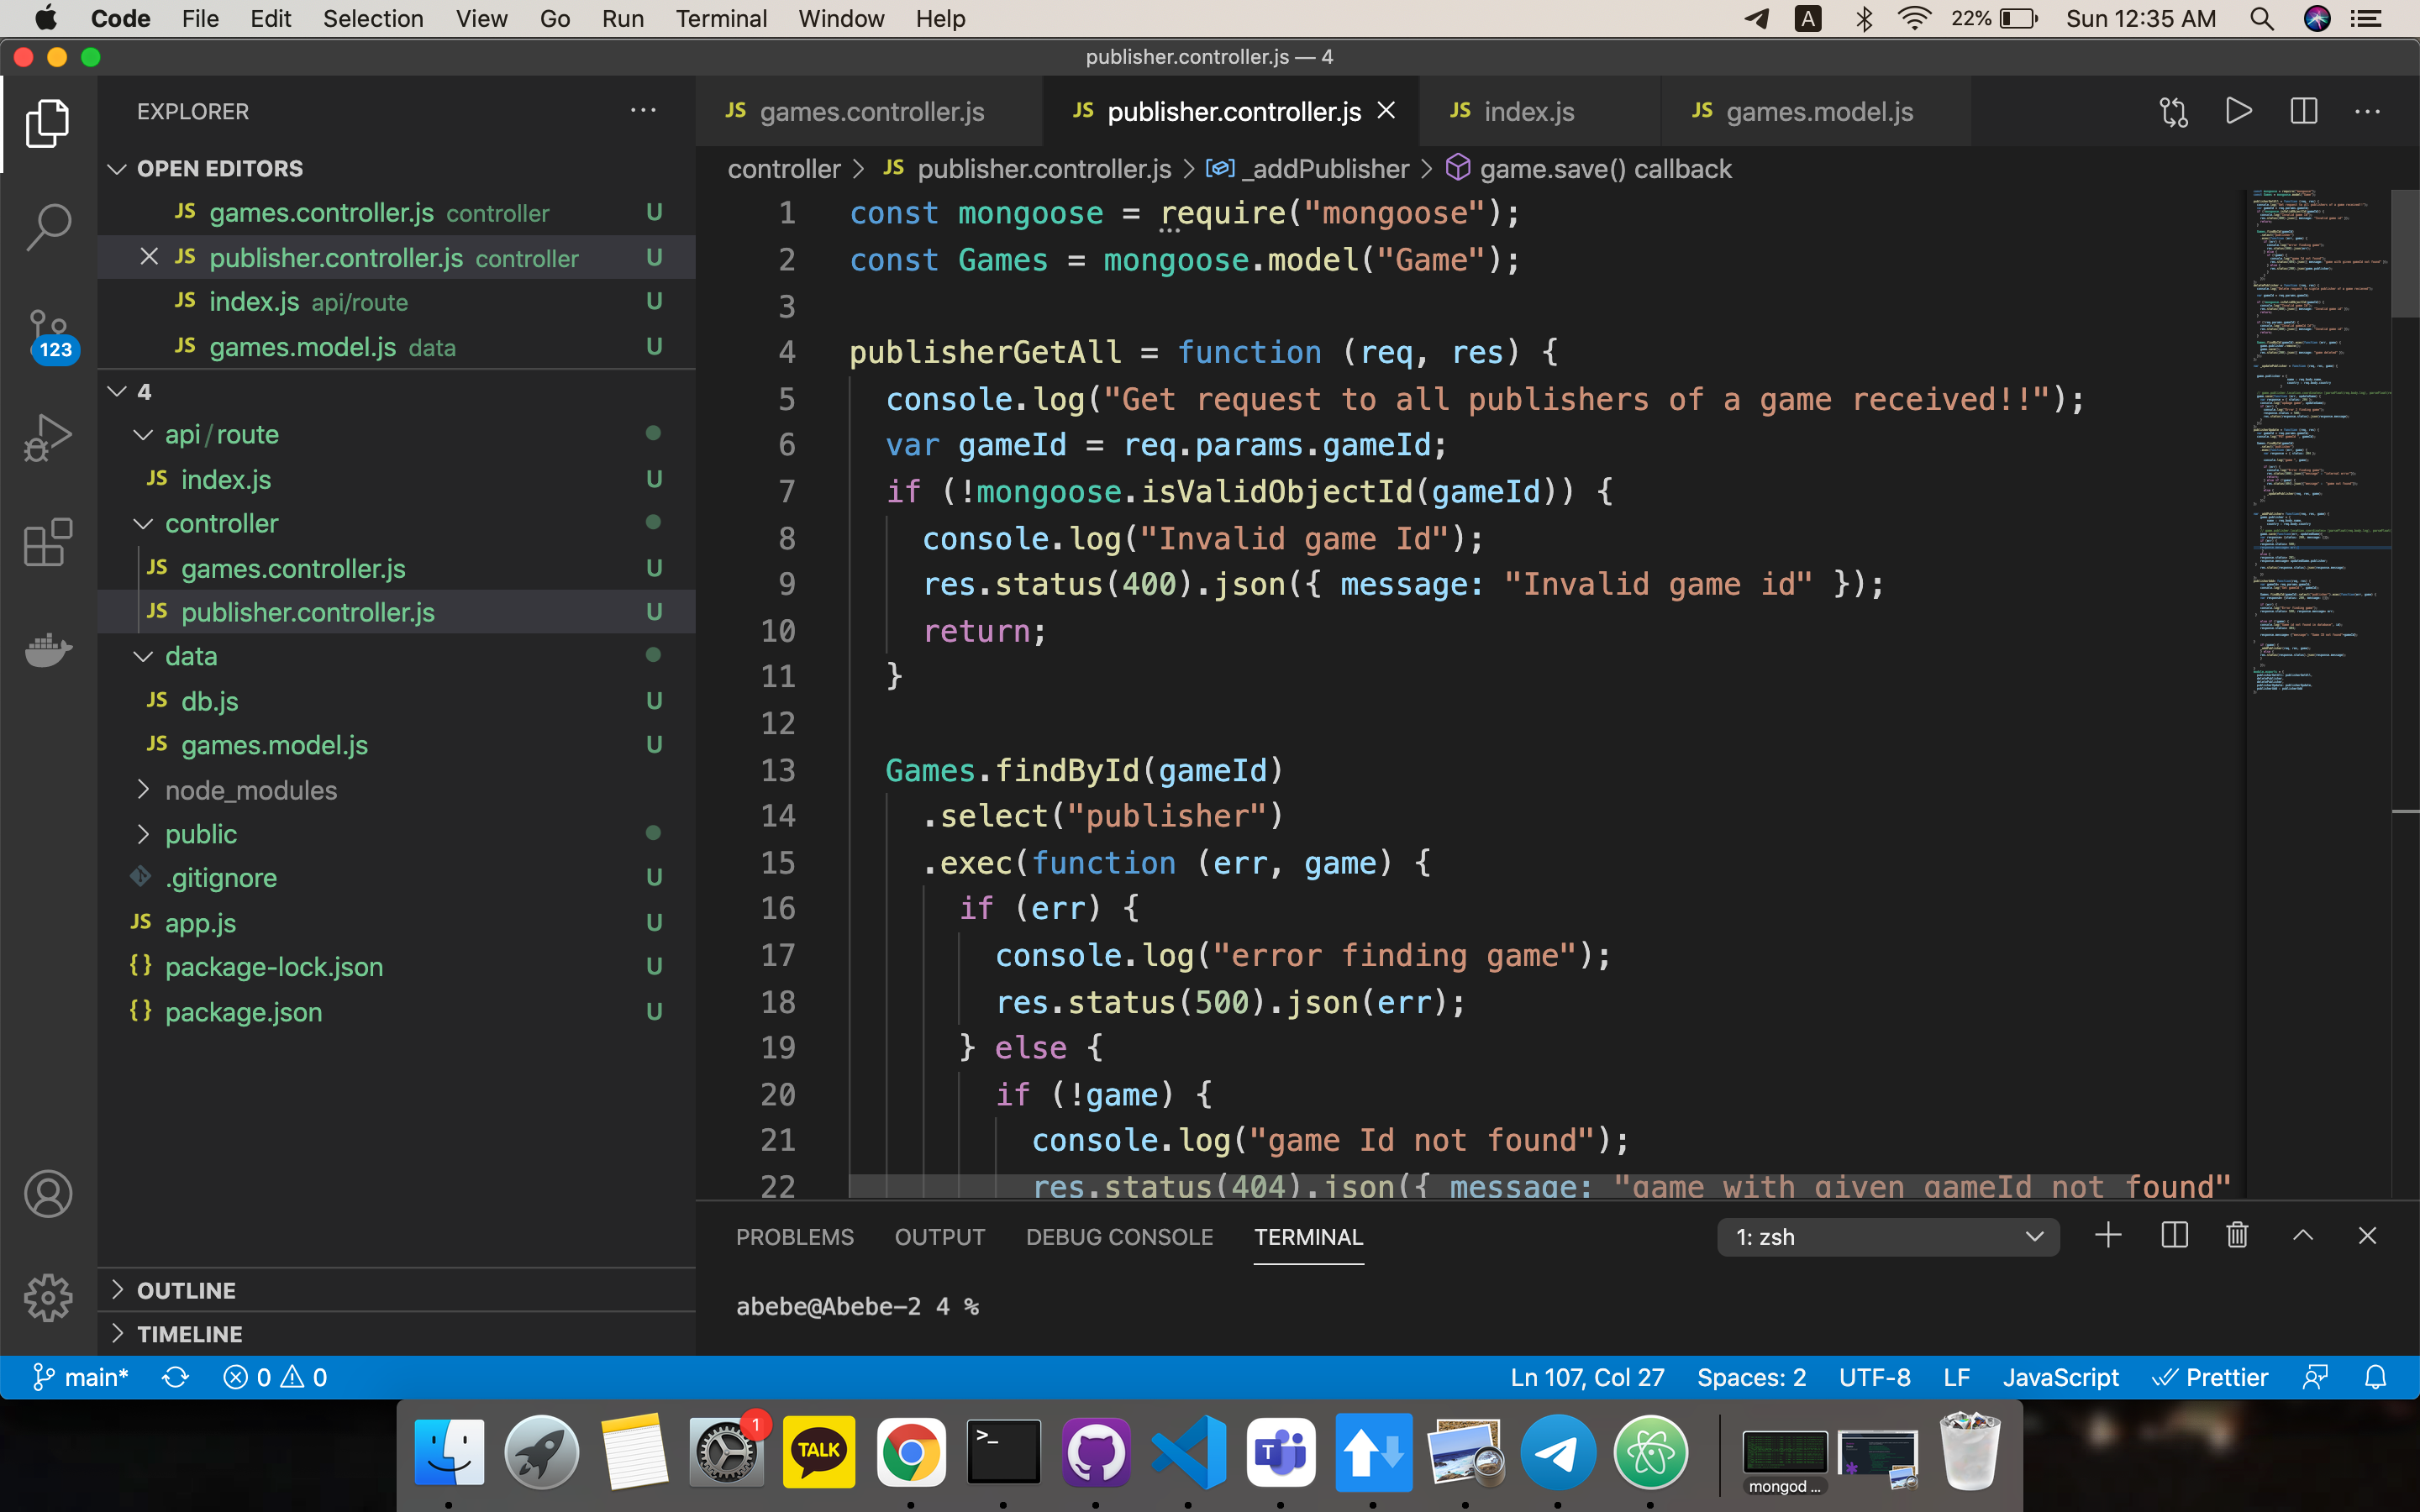 Code File Edit Selection View Go Run Terminal Window Help A 22% Sun 12:35 AM
publisher.controller.js — 4
EXPLORER
OPEN EDITORS
JS games.controller.js controller U
JS publisher.controller.js controller U
JS index.js api/route U
JS games.model.js data U
123
4
api/route
JS index.js U
controller
JS games.controller.js U
JS publisher.controller.js U
data
JS db.js U
JS games.model.js U
node_modules
public
.gitignore U
JS app.js U
{} package-lock.json U
{} package.json U
OUTLINE
TIMELINE
JS games.controller.js JS publisher.controller.js JS index.js JS games.model.js
controller > JS publisher.controller.js > _addPublisher > game.save() callback
1 const mongoose = require("mongoose");
2 const Games = mongoose.model("Game");
3
4 publisherGetAll = function (req, res) {
5 console.log("Get request to all publishers of a game received!!");
6 var gameId = req.params.gameId;
7 if (!mongoose.isValidObjectId(gameId)) {
8 console.log("Invalid game Id");
9 res.status(400).json({ message: "Invalid game id" });
10 return;
11 }
12
13 Games.findById(gameId)
14 .select("publisher")
15 .exec(function (err, game) {
16 if (err) {
17 console.log("error finding game");
18 res.status(500).json(err);
19 } else {
20 if (!game) {
21 console.log("game Id not found");
22 res.status(404).json({ message: "game with given gameId not found"
PROBLEMS OUTPUT DEBUG CONSOLE TERMINAL 1: zsh
abebe@Abebe-2 4 %
main* 0 0 Ln 107, Col 27 Spaces: 2 UTF-8 LF JavaScript Prettier
1
TALK
>_
T
mongod ...